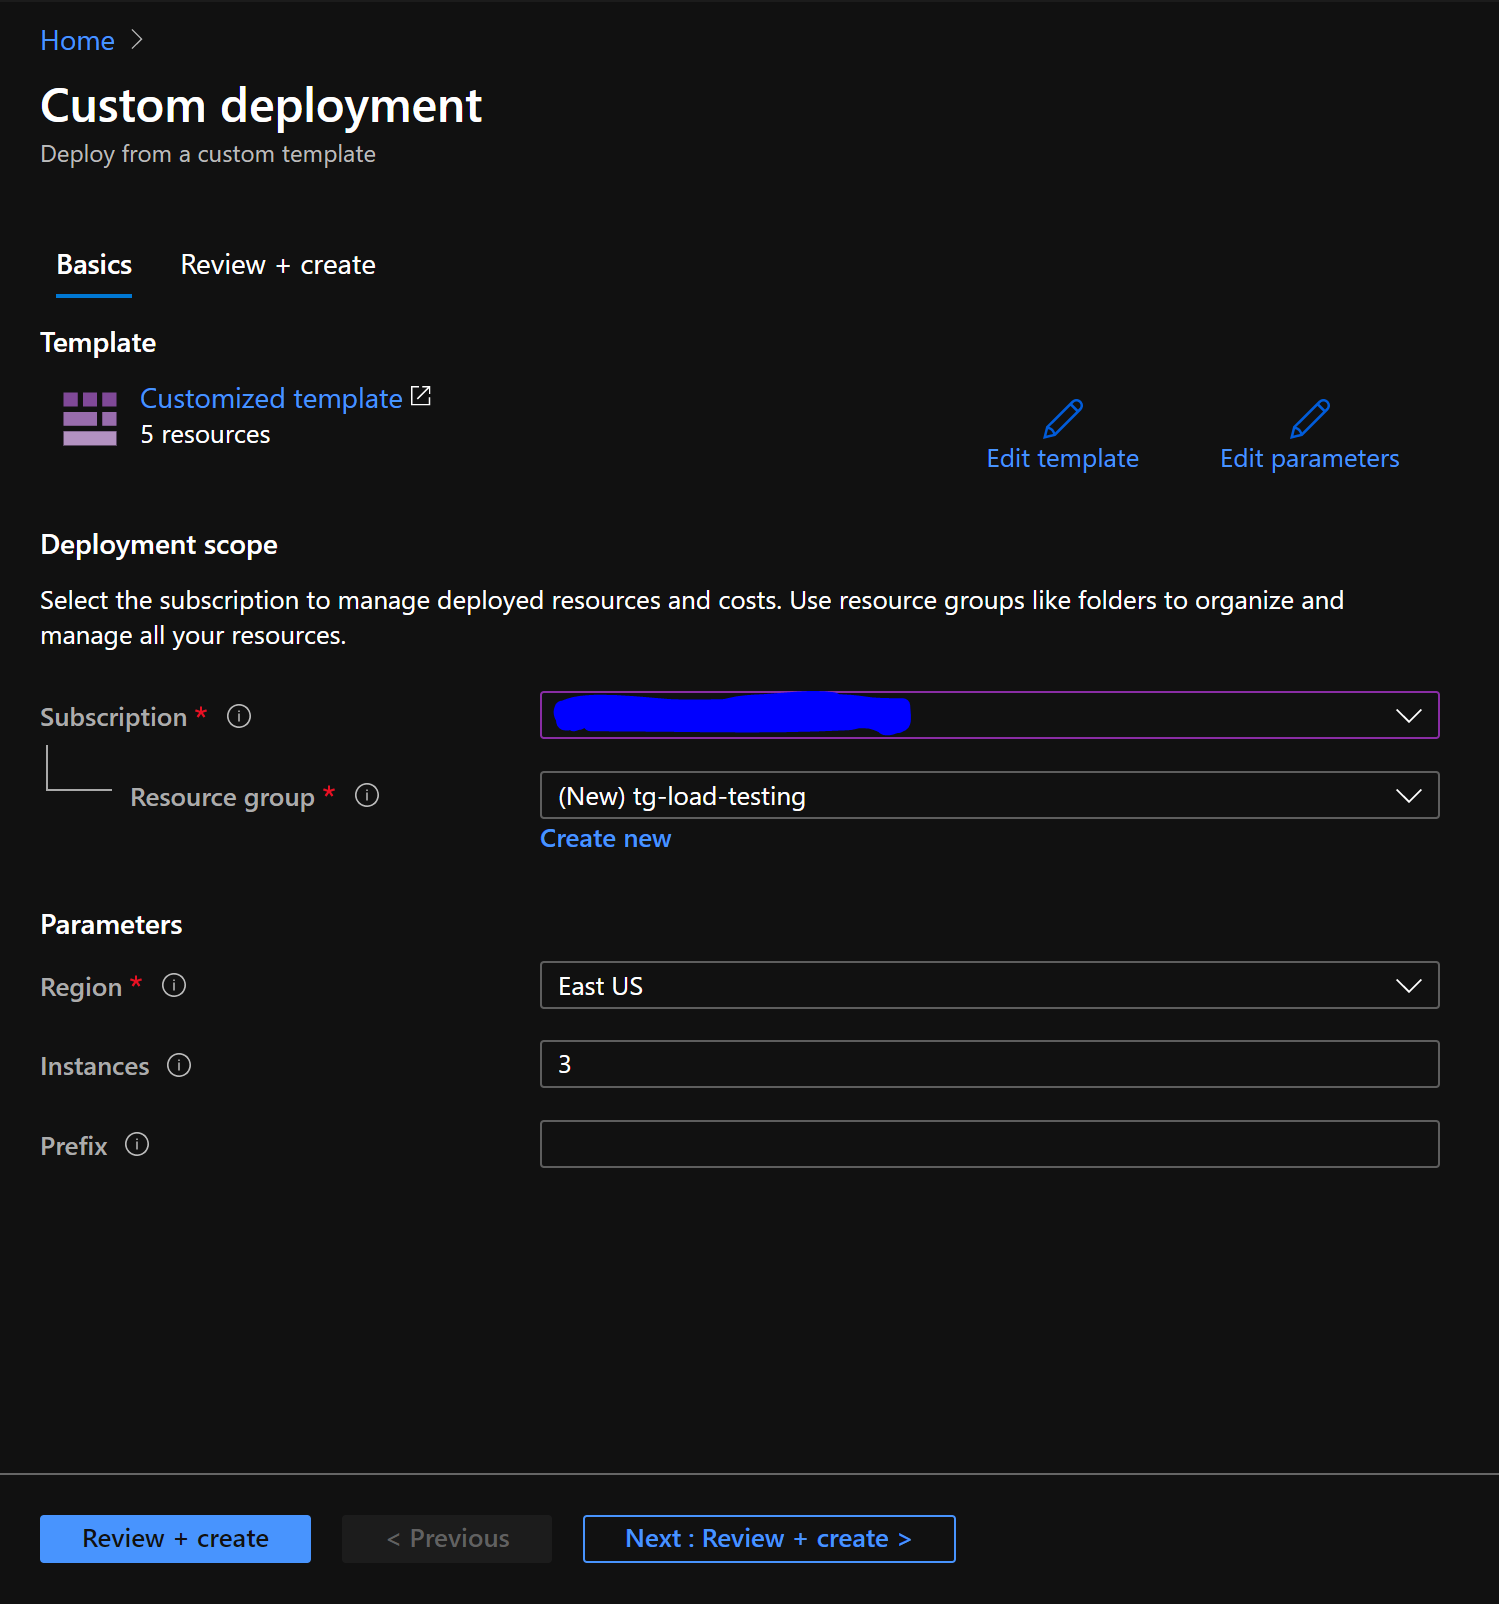 Home >
Custom deployment
Deploy from a custom template
Basics Review + create
Template
Customized template
5 resources
Edit template Edit parameters
Deployment scope
Select the subscription to manage deployed resources and costs. Use resource groups like folders to organize and
manage all your resources.
Subscription *
Resource group * (New) tg-load-testing
Create new
Parameters
Region * East US
Instances 3
Prefix
Review + create < Previous Next : Review + create >